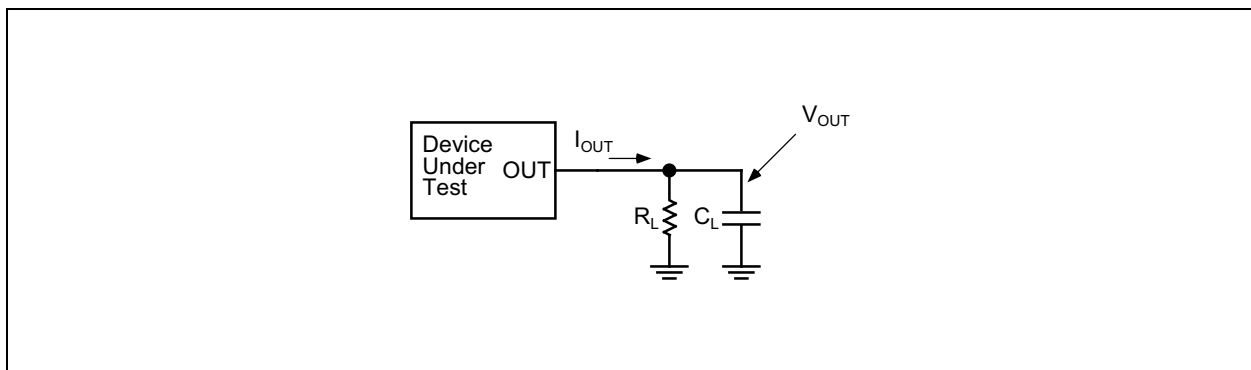 Device
Under
Test
OUT
I_OUT
V_OUT
R_L
C_L